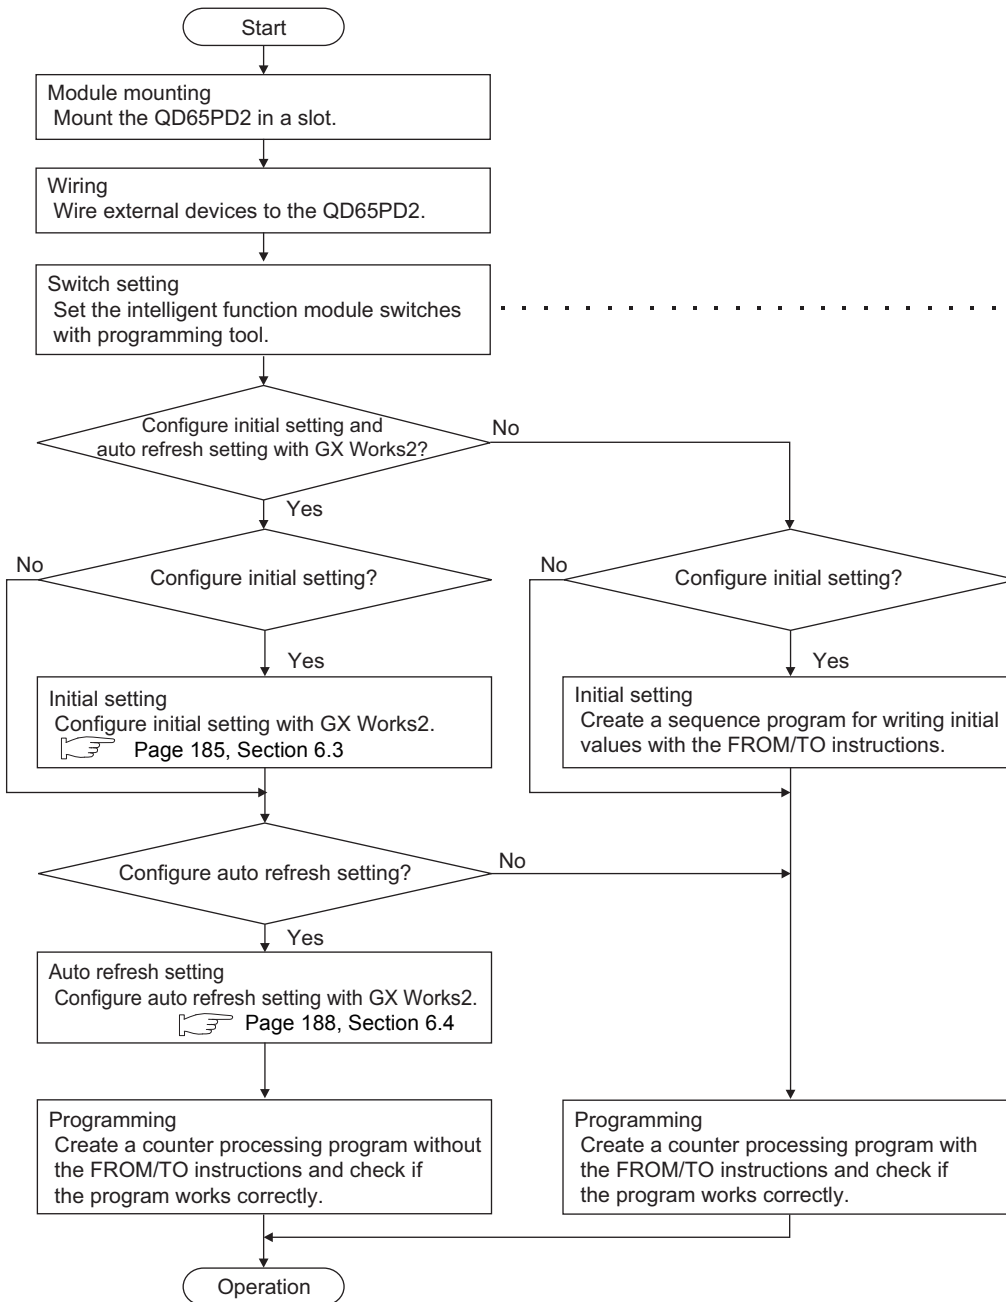 Start
Module mounting
Mount the QD65PD2 in a slot.
Wiring
Wire external devices to the QD65PD2.
Switch setting
Set the intelligent function module switches
with programming tool.
Configure initial setting and
auto refresh setting with GX Works2?
No
Yes
No
Configure initial setting?
Yes
No
Configure initial setting?
Yes
Initial setting
Configure initial setting with GX Works2.
Page 185, Section 6.3
Initial setting
Create a sequence program for writing initial
values with the FROM/TO instructions.
Configure auto refresh setting?
No
Yes
Auto refresh setting
Configure auto refresh setting with GX Works2.
Page 188, Section 6.4
Programming
Create a counter processing program without
the FROM/TO instructions and check if
the program works correctly.
Programming
Create a counter processing program with
the FROM/TO instructions and check if
the program works correctly.
Operation